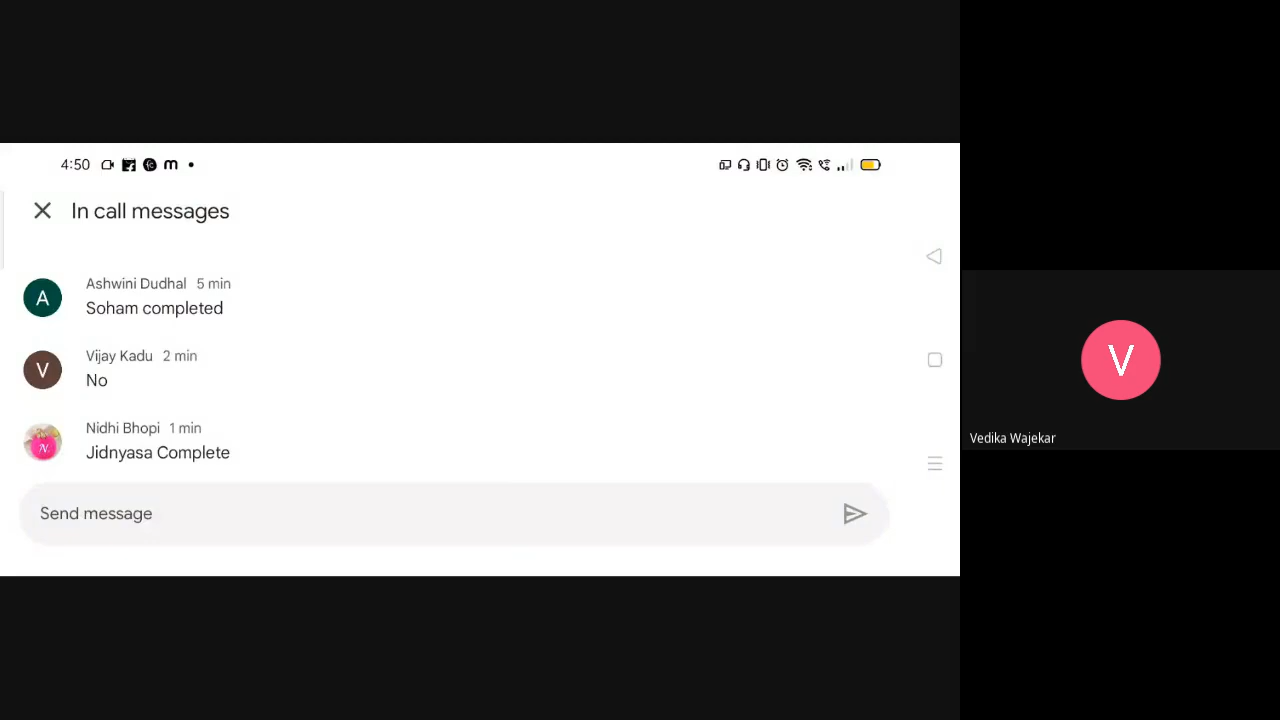 4:50
In call messages
A
Ashwini Dudhal 5 min
Soham completed
V
Vijay Kadu 2 min
No
N
Nidhi Bhopi 1 min
Jidnyasa Complete
Send message
V
Vedika Wajekar